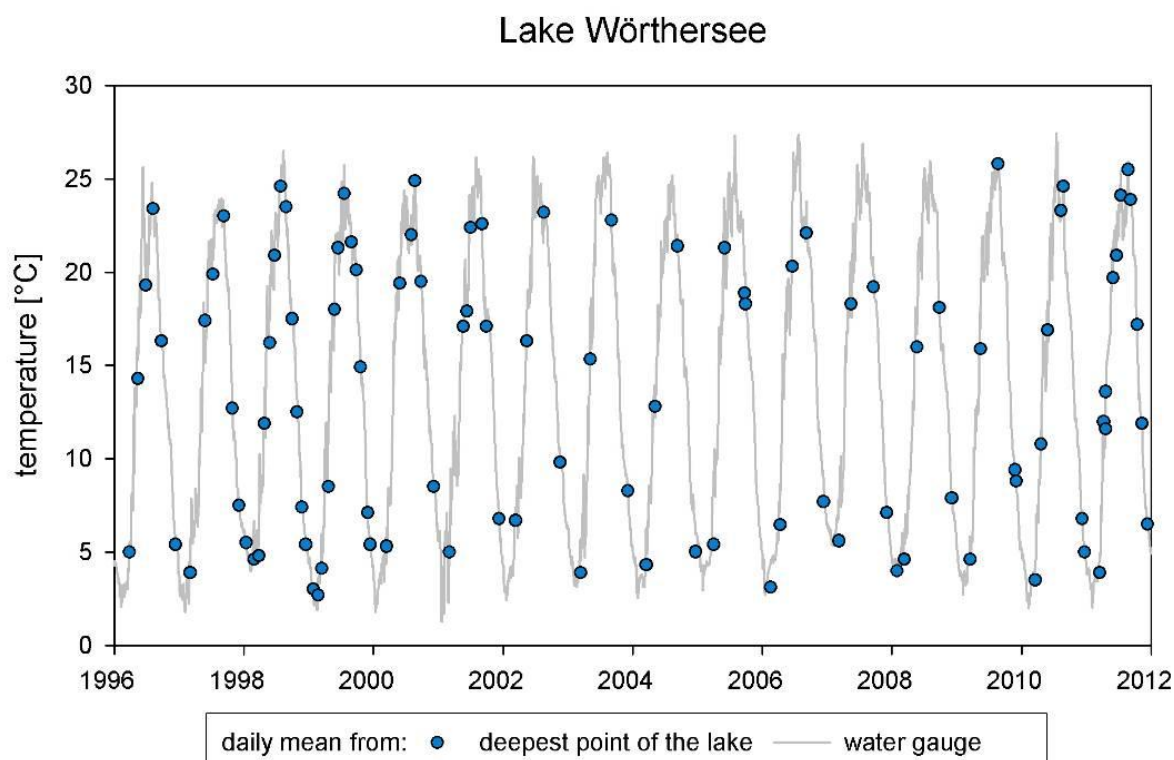 Lake Wörthersee
30
25
20
15
10
5
0
temperature [°C]
1996 1998 2000 2002 2004 2006 2008 2010 2012
daily mean from: deepest point of the lake water gauge